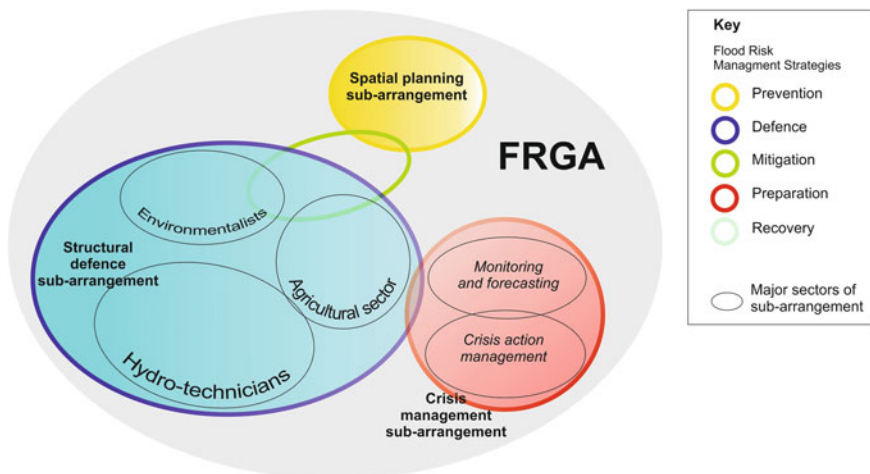 Spatial planning
sub-arrangement
FRGA
Environmentalists
Structural
defence
sub-arrangement
Agricultural sector
Hydro-technicians
Monitoring
and forecasting
Crisis action
management
Crisis
management
sub-arrangement
Key
Flood Risk
Managment Strategies
Prevention
Defence
Mitigation
Preparation
Recovery
Major sectors of
sub-arrangement